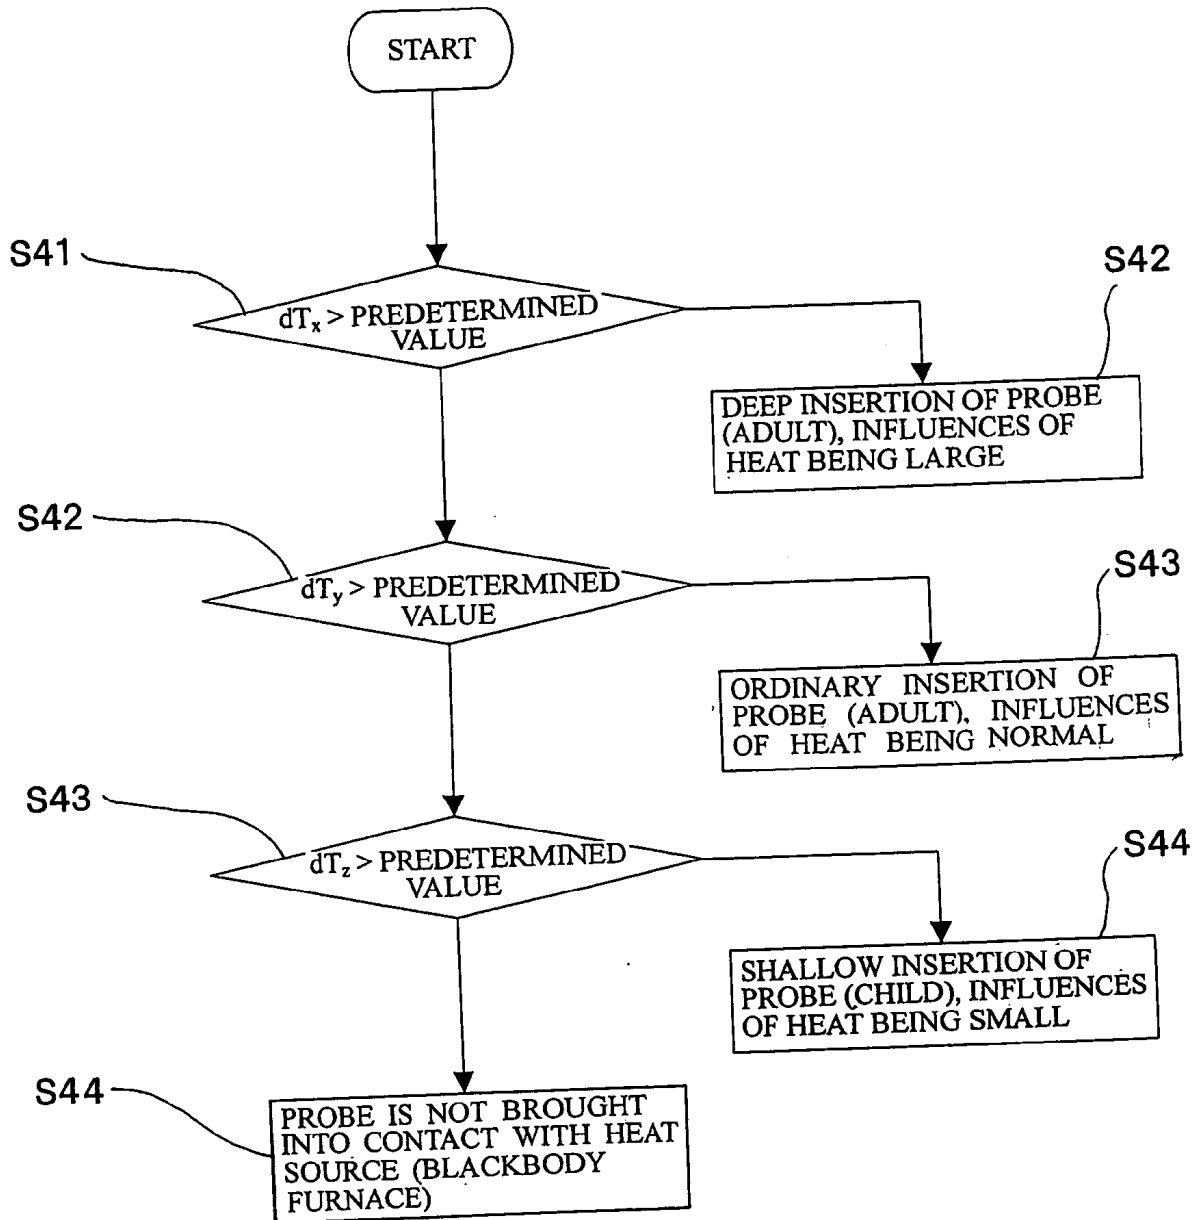 START
S41
dTx > PREDETERMINED
VALUE
S42
DEEP INSERTION OF PROBE
(ADULT), INFLUENCES OF
HEAT BEING LARGE
S42
dTy > PREDETERMINED
VALUE
S43
ORDINARY INSERTION OF
PROBE (ADULT), INFLUENCES
OF HEAT BEING NORMAL
S43
dTz > PREDETERMINED
VALUE
S44
SHALLOW INSERTION OF
PROBE (CHILD), INFLUENCES
OF HEAT BEING SMALL
S44
PROBE IS NOT BROUGHT
INTO CONTACT WITH HEAT
SOURCE (BLACKBODY
FURNACE)